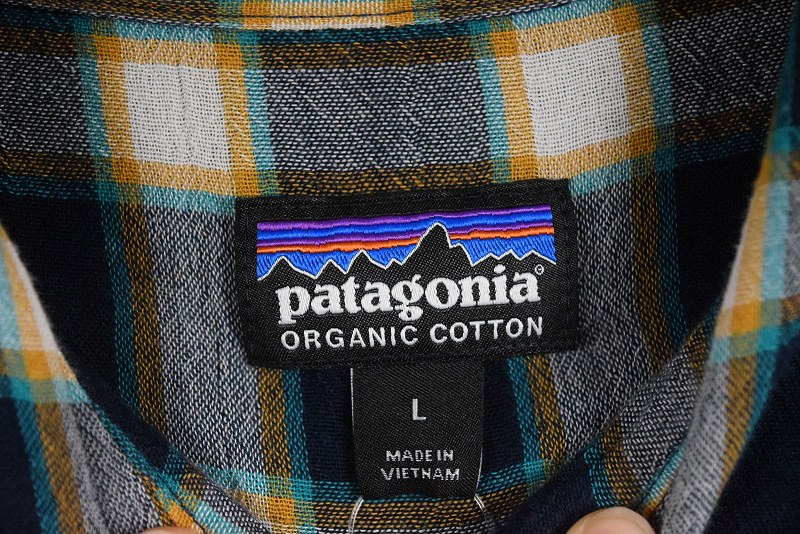 patagonia®
ORGANIC COTTON
L
MADE IN
VIETNAM